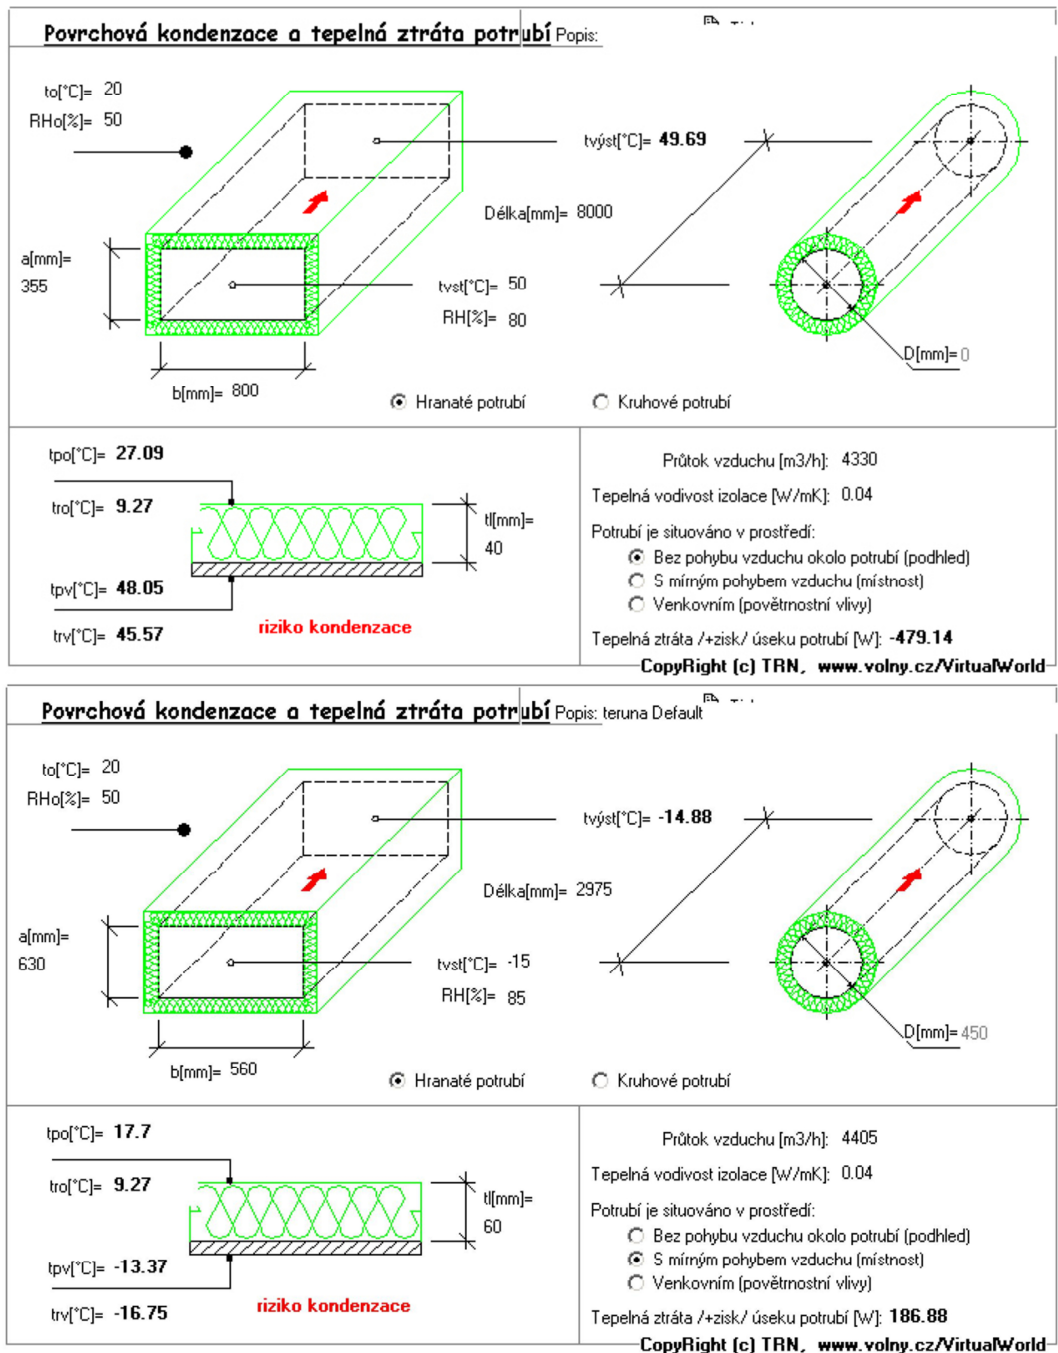 Povrchová kondenzace a tepelná ztráta potrubí Popis:
to[°C]= 20
RHo[%]= 50
tvýst[°C]= 49.69
Délka[mm]= 8000
a[mm]=
355
tvst[°C]= 50
RH[%]= 80
D[mm]= 0
b[mm]= 800
Hranaté potrubí
Kruhové potrubí
tpo[°C]= 27.09
tro[°C]= 9.27
tl[mm]=
40
tpv[°C]= 48.05
trv[°C]= 45.57
riziko kondenzace
Průtok vzduchu [m3/h]: 4330
Tepelná vodivost izolace [W/mK]: 0.04
Potrubí je situováno v prostředí:
Bez pohybu vzduchu okolo potrubí (podhled)
S mírným pohybem vzduchu (místnost)
Venkovním (povětrnostní vlivy)
Tepelná ztráta /+zisk/ úseku potrubí [W]: -479.14
CopyRight (c) TRN, www.volny.cz/VirtualWorld
Povrchová kondenzace a tepelná ztráta potrubí Popis: teruna Default
to[°C]= 20
RHo[%]= 50
tvýst[°C]= -14.88
Délka[mm]= 2975
a[mm]=
630
tvst[°C]= -15
RH[%]= 85
D[mm]= 450
b[mm]= 560
Hranaté potrubí
Kruhové potrubí
tpo[°C]= 17.7
tro[°C]= 9.27
tl[mm]=
60
tpv[°C]= -13.37
trv[°C]= -16.75
riziko kondenzace
Průtok vzduchu [m3/h]: 4405
Tepelná vodivost izolace [W/mK]: 0.04
Potrubí je situováno v prostředí:
Bez pohybu vzduchu okolo potrubí (podhled)
S mírným pohybem vzduchu (místnost)
Venkovním (povětrnostní vlivy)
Tepelná ztráta /+zisk/ úseku potrubí [W]: 186.88
CopyRight (c) TRN, www.volny.cz/VirtualWorld